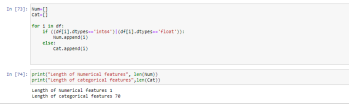 In [73]: Num=[]
Cat=[]
for i in df:
if ((df[i].dtypes=='int64')|(df[i].dtypes=='float')):
Num.append(i)
else:
Cat.append(i)
In [74]: print("Length of Numerical features",len(Num))
print("Length of categorical features",len(Cat))
Length of Numerical features 1
Length of categorical features 70